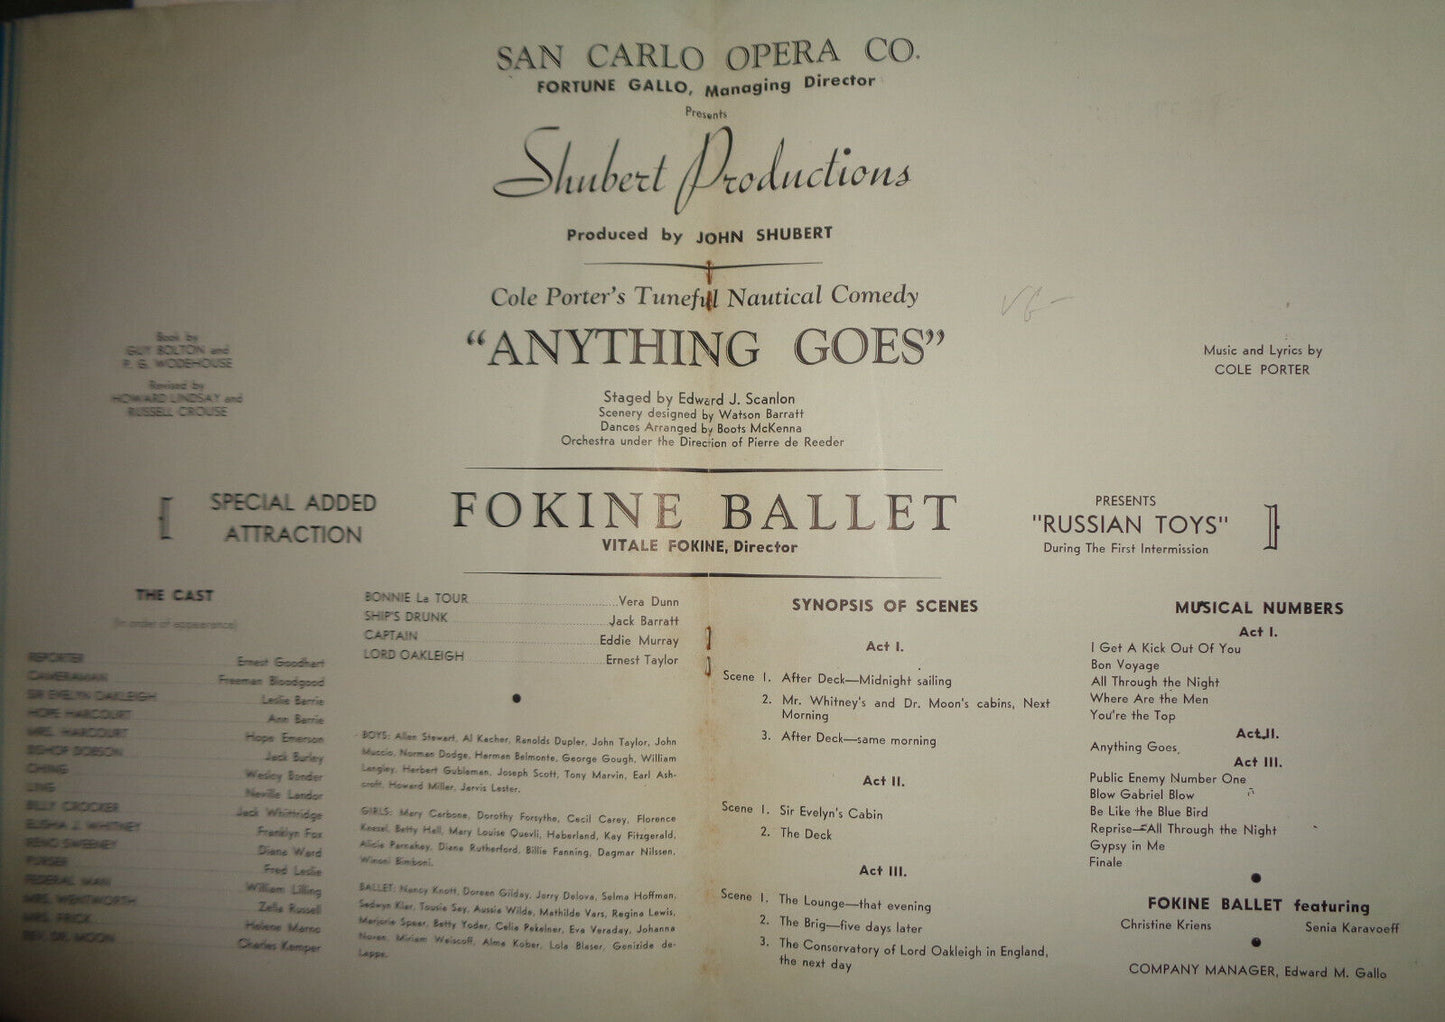 SAN CARLO OPERA CO.
FORTUNE GALLO, Managing Director
Presents
Shubert Productions
Produced by JOHN SHUBERT
Cole Porter's Tuneful Nautical Comedy
"ANYTHING GOES"
Book by
GUY BOLTON and
P. G. WODEHOUSE
Revised by
HOWARD LINDSAY and
RUSSELL CROUSE
Music and Lyrics by
COLE PORTER
Staged by Edward J. Scanlon
Scenery designed by Watson Barratt
Dances Arranged by Boots McKenna
Orchestra under the Direction of Pierre de Reeder
SPECIAL ADDED
ATTRACTION
FOKINE BALLET
VITALE FOKINE, Director
PRESENTS
"RUSSIAN TOYS"
During The First Intermission
THE CAST
(In order of appearance)
REPORTER Ernest Goodhart
CAMERAMAN Freeman Bloodgood
SIR EVELYN OAKLEIGH Leslie Barrie
HOPE HARCOURT Ann Barrie
MRS. HARCOURT Hope Emerson
BISHOP DOBSON Jack Burley
CHING Wesley Bender
LING Neville Landor
BILLY CROCKER Jack Whittridge
ELISHA J. WHITNEY Franklyn Fox
RENO SWEENEY Diane Ward
PURSER Fred Leslie
FEDERAL MAN William Lilling
MRS. WENTWORTH Zella Russell
MRS. FRICK Helene Marno
REV. DR. MOON Charles Kemper
BONNIE La TOUR Vera Dunn
SHIP'S DRUNK Jack Barratt
CAPTAIN Eddie Murray
LORD OAKLEIGH Ernest Taylor
BOYS: Allen Stewart, Al Kacher, Ranolds Dupler, John Taylor, John
Muccio, Norman Dodge, Herman Belmonte, George Gough, William
Langley, Herbert Gubleman, Joseph Scott, Tony Marvin, Earl Ash-
croft, Howard Miller, Jarvis Lester.
GIRLS: Mary Carbone, Dorothy Forsythe, Cecil Carey, Florence
Knezel, Betty Hall, Mary Louise Quevli, Haberland, Kay Fitzgerald,
Alicia Parnahay, Diane Rutherford, Billie Fanning, Dagmar Nilssen,
Winoni Bimboni.
BALLET: Nancy Knott, Doreen Gilday, Jerry Delova, Selma Hoffman,
Sedwyn Kier, Tousie Say, Aussie Wilde, Mathilde Vars, Regina Lewis,
Marjorie Speer, Betty Yoder, Celia Pekelner, Eve Veraday, Johanna
Noven, Miriam Weiscoff, Alma Kober, Lola Blaser, Genizide de-
Lappe.
SYNOPSIS OF SCENES
Act I.
Scene 1. After Deck—Midnight sailing
2. Mr. Whitney's and Dr. Moon's cabins, Next
Morning
3. After Deck—same morning
Act II.
Scene 1. Sir Evelyn's Cabin
2. The Deck
Act III.
Scene 1. The Lounge—that evening
2. The Brig—five days later
3. The Conservatory of Lord Oakleigh in England,
the next day
MUSICAL NUMBERS
Act I.
I Get A Kick Out Of You
Bon Voyage
All Through the Night
Where Are the Men
You're the Top
Act II.
Anything Goes
Act III.
Public Enemy Number One
Blow Gabriel Blow
Be Like the Blue Bird
Reprise—All Through the Night
Gypsy in Me
Finale
FOKINE BALLET featuring
Christine Kriens Senia Karavoeff
COMPANY MANAGER, Edward M. Gallo